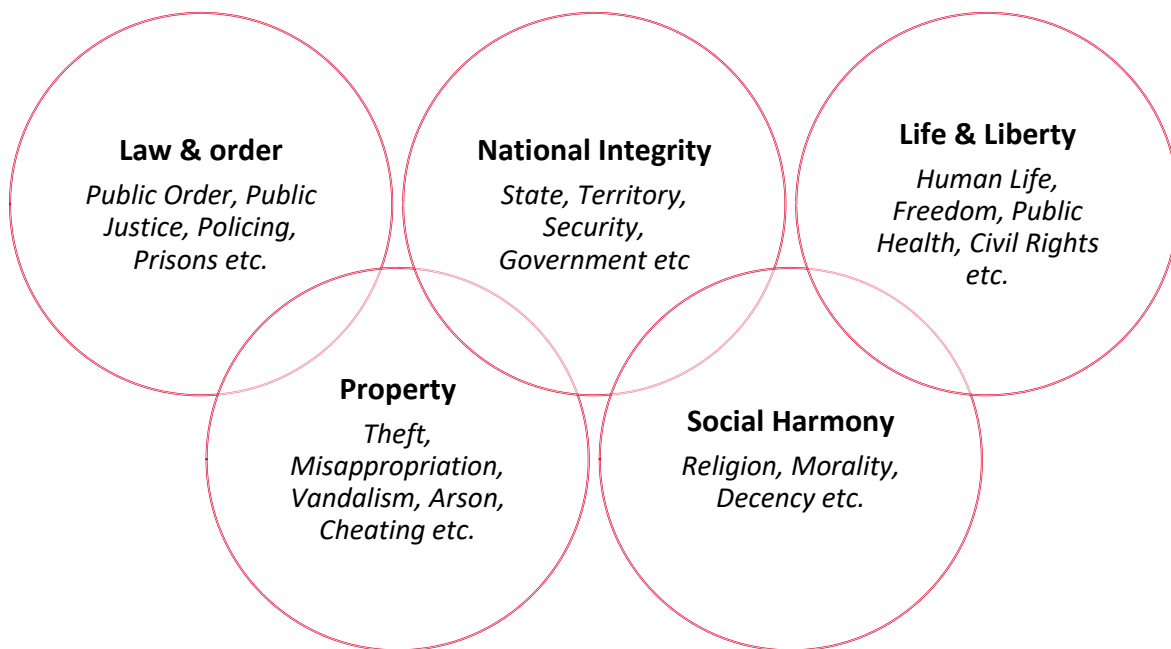 Law & order
Public Order, Public
Justice, Policing,
Prisons etc.
National Integrity
State, Territory,
Security,
Government etc
Life & Liberty
Human Life,
Freedom, Public
Health, Civil Rights
etc.
Property
Theft,
Misappropriation,
Vandalism, Arson,
Cheating etc.
Social Harmony
Religion, Morality,
Decency etc.